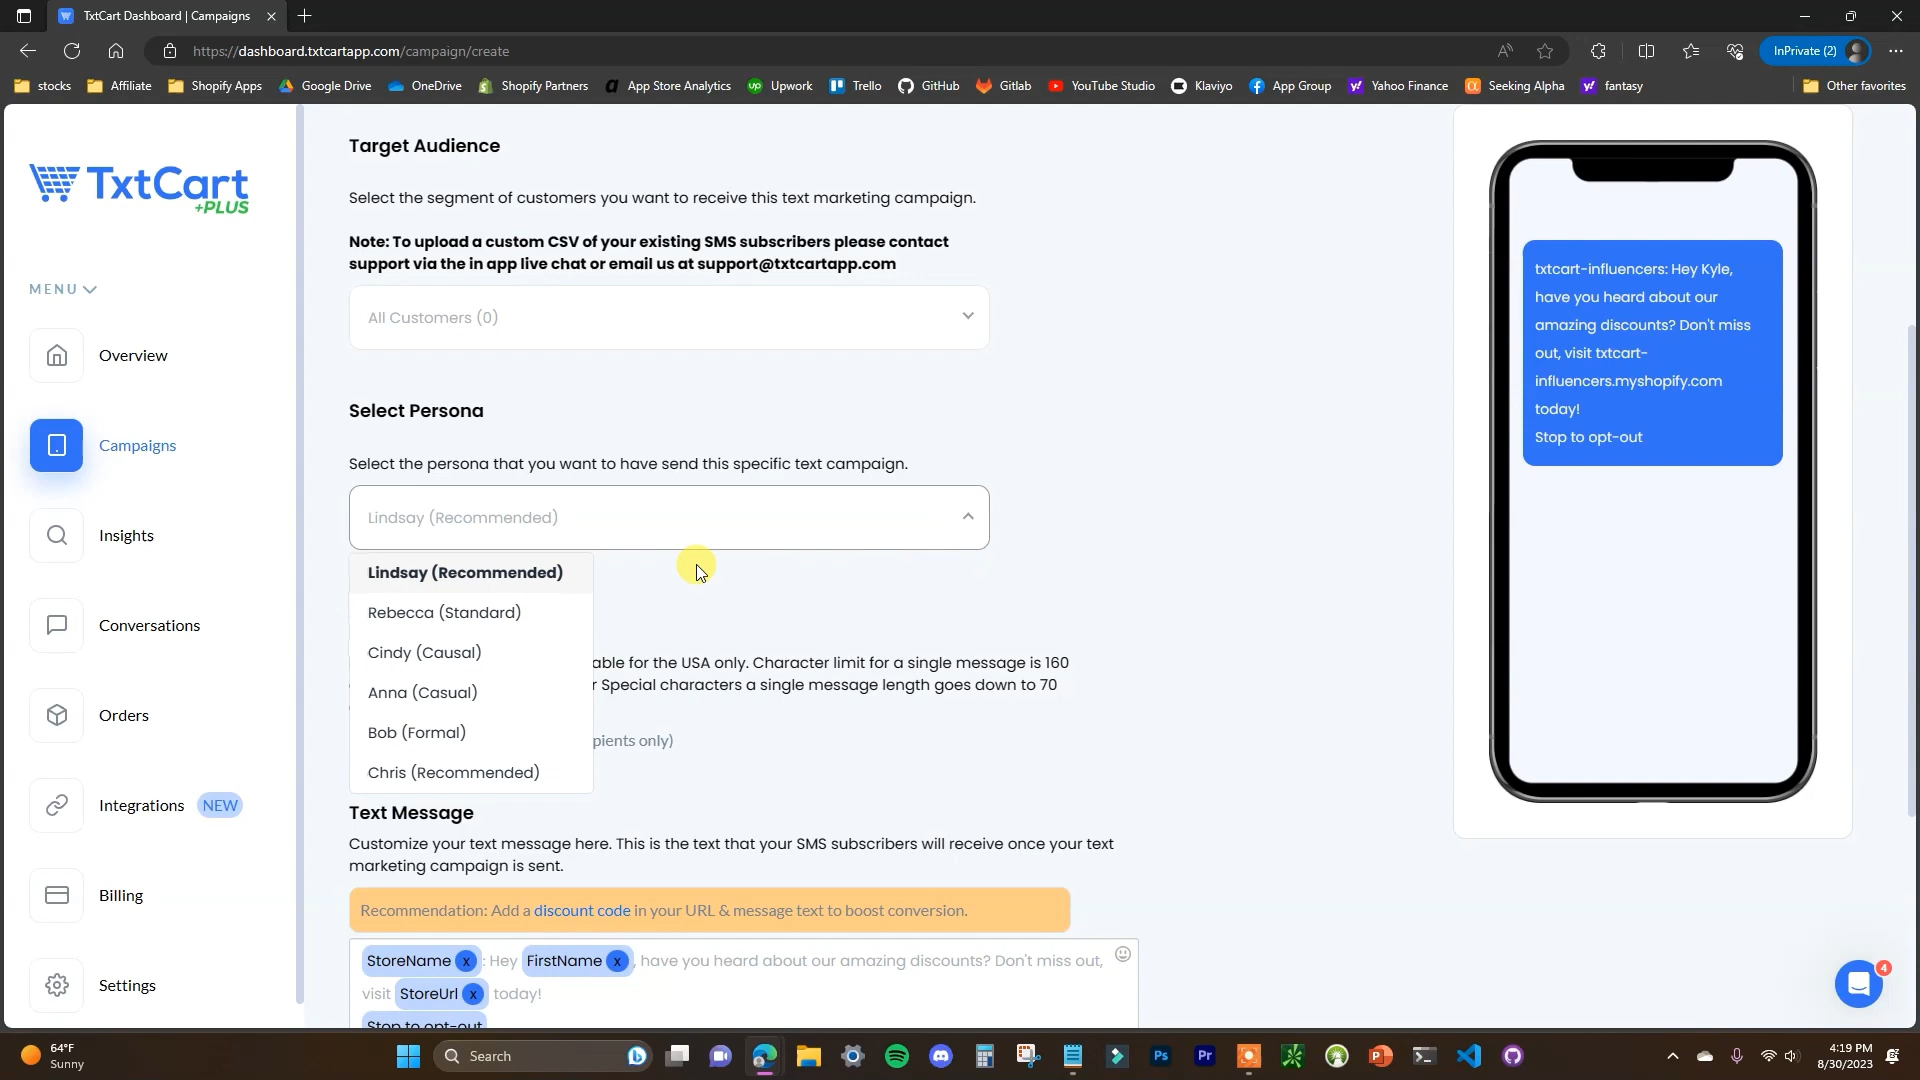 TxtCart Dashboard | Campaigns
https://dashboard.txtcartapp.com/campaign/create
InPrivate (2)
stocks
Affiliate
Shopify Apps
Google Drive
OneDrive
Shopify Partners
App Store Analytics
Upwork
Trello
GitHub
Gitlab
YouTube Studio
Klaviyo
App Group
Yahoo Finance
Seeking Alpha
fantasy
Other favorites
TxtCart
+PLUS
MENU
Overview
Campaigns
Insights
Conversations
Orders
Integrations NEW
Billing
Settings
Target Audience
Select the segment of customers you want to receive this text marketing campaign.
Note: To upload a custom CSV of your existing SMS subscribers please contact
support via the in app live chat or email us at support@txtcartapp.com
All Customers (0)
Select Persona
Select the persona that you want to have send this specific text campaign.
Lindsay (Recommended)
Lindsay (Recommended)
Rebecca (Standard)
Cindy (Causal)
Anna (Casual)
Bob (Formal)
Chris (Recommended)
able for the USA only. Character limit for a single message is 160
r Special characters a single message length goes down to 70
pients only)
Text Message
Customize your text message here. This is the text that your SMS subscribers will receive once your text
marketing campaign is sent.
Recommendation: Add a discount code in your URL & message text to boost conversion.
StoreName x : Hey FirstName x , have you heard about our amazing discounts? Don't miss out,
visit StoreUrl x today!
Stop to opt-out
txtcart-influencers: Hey Kyle,
have you heard about our
amazing discounts? Don't miss
out, visit txtcart-
influencers.myshopify.com
today!
Stop to opt-out
4
64°F
Sunny
Search
4:19 PM
8/30/2023